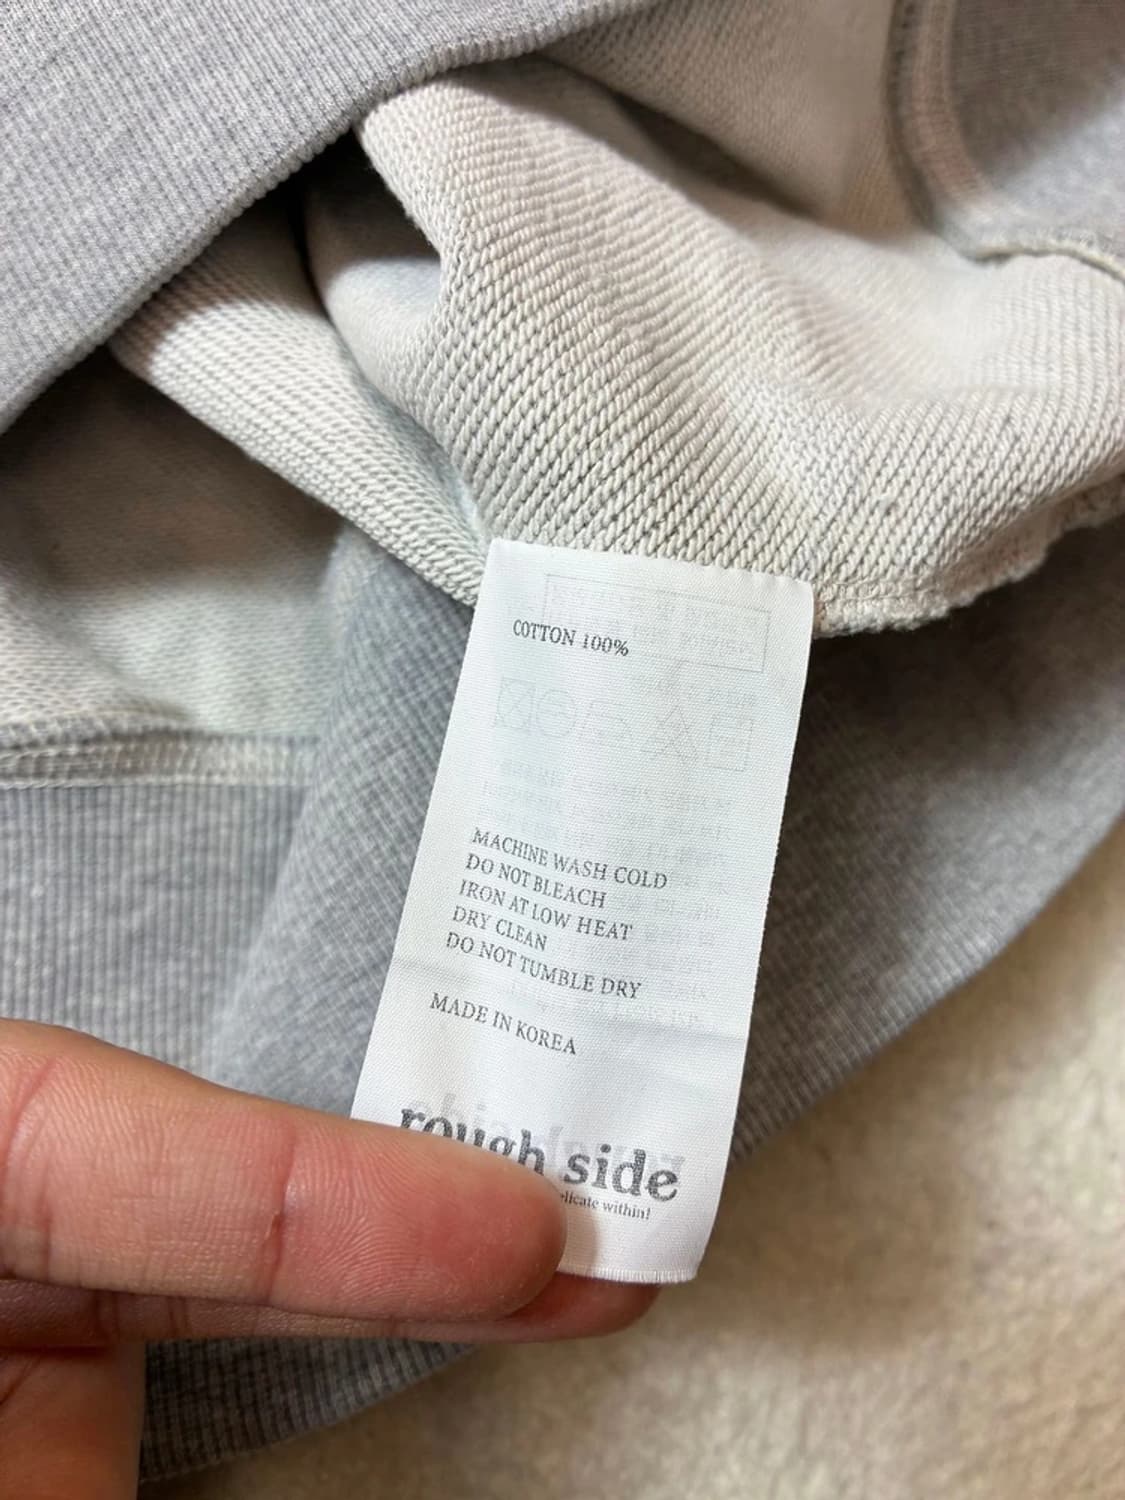 COTTON 100%
MACHINE WASH COLD
DO NOT BLEACH
IRON AT LOW HEAT
DRY CLEAN
DO NOT TUMBLE DRY
MADE IN KOREA
rough side
within!